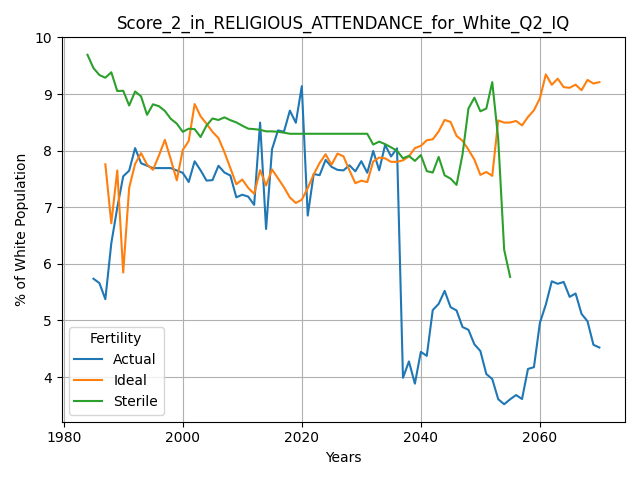 Score_2_in_RELIGIOUS_ATTENDANCE_for_White_Q2_IQ
% of White Population
10
9
8
7
6
5
4
Fertility
Actual
Ideal
Sterile
1980 2000 2020 2040 2060
Years